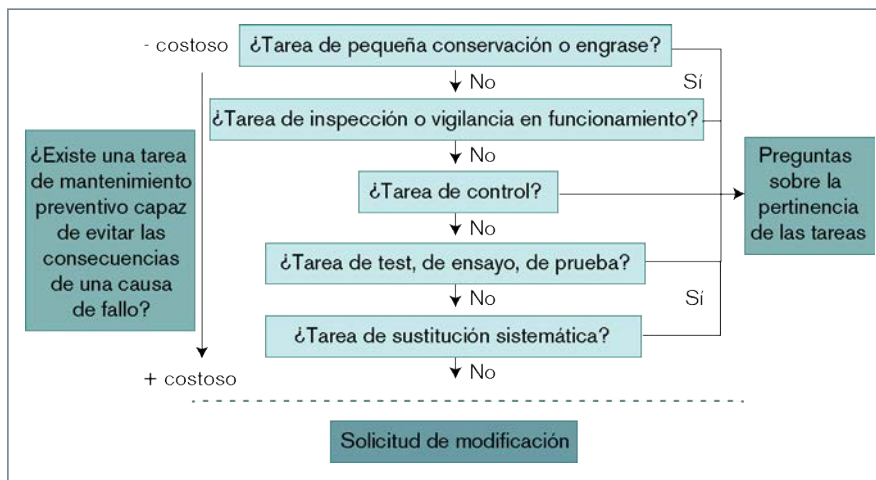 - costoso
¿Tarea de pequeña conservación o engrase?
No
Sí
¿Tarea de inspección o vigilancia en funcionamiento?
No
¿Existe una tarea
de mantenimiento
preventivo capaz
de evitar las
consecuencias
de una causa
de fallo?
¿Tarea de control?
Preguntas
sobre la
pertinencia
de las tareas
No
¿Tarea de test, de ensayo, de prueba?
No
Sí
¿Tarea de sustitución sistemática?
No
+ costoso
Solicitud de modificación